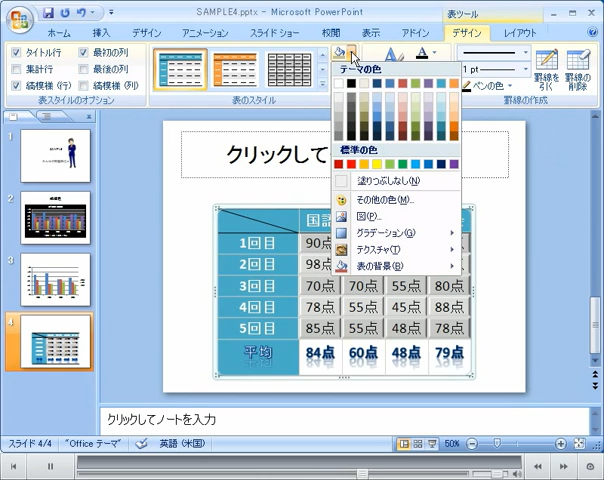 SAMPLE4.pptx - Microsoft PowerPoint
表ツール
ホーム
挿入
デザイン
アニメーション
スライド ショー
校閲
表示
アドイン
デザイン
レイアウト
タイトル行
最初の列
集計行
最後の列
縞模様 (行)
縞模様 (列)
表スタイルのオプション
表のスタイル
1 pt
ペンの色
罫線を引く
罫線の削除
罫線の作成
テーマの色
標準の色
塗りつぶしなし(N)
その他の色(M)...
図(P)...
グラデーション(G)
テクスチャ(T)
表の背景(B)
1
2
3
4
クリックして
国語
1回目 90点
2回目 98点
3回目 70点 70点 55点 80点
4回目 78点 55点 45点 88点
5回目 85点 55点 45点 78点
平均 84点 60点 48点 79点
クリックしてノートを入力
スライド 4/4
"Office テーマ"
英語 (米国)
50%